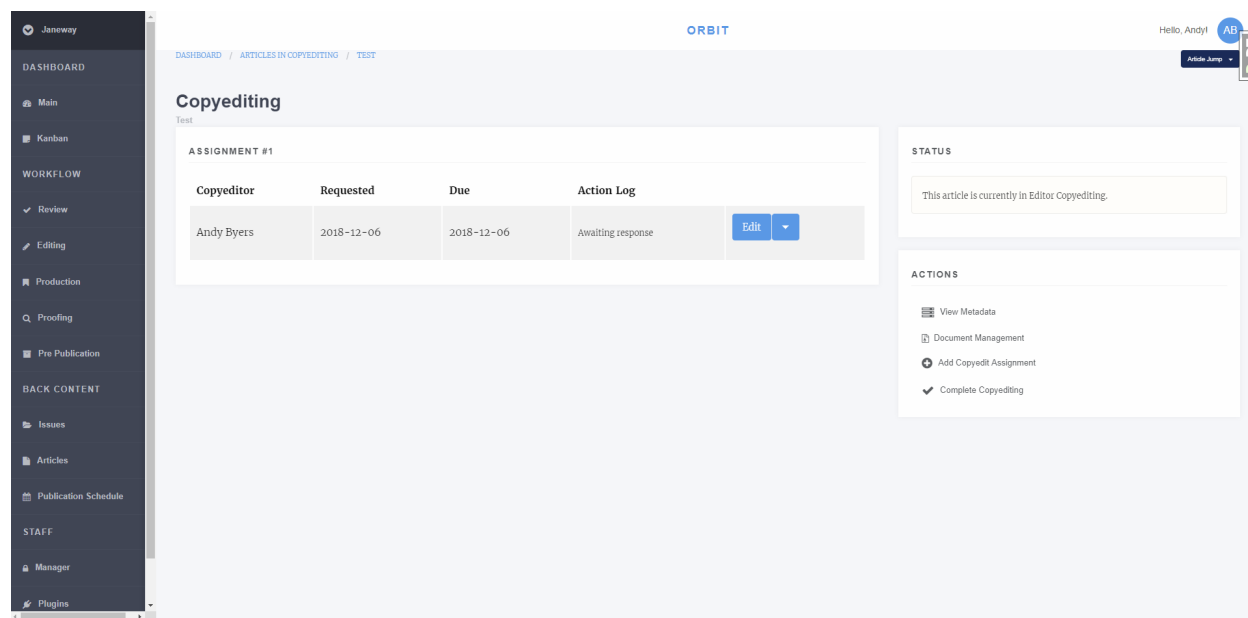 Janeway
ORBIT
Hello, Andy!
AB
DASHBOARD / ARTICLES IN COPYEDITING / TEST
Article Jump
DASHBOARD
Main
Kanban
WORKFLOW
Review
Editing
Production
Proofing
Pre Publication
BACK CONTENT
Issues
Articles
Publication Schedule
STAFF
Manager
Plugins
Copyediting
Test
ASSIGNMENT #1
Copyeditor Requested Due Action Log
Andy Byers 2018-12-06 2018-12-06 Awaiting response Edit
STATUS
This article is currently in Editor Copyediting.
ACTIONS
View Metadata
Document Management
Add Copyedit Assignment
Complete Copyediting